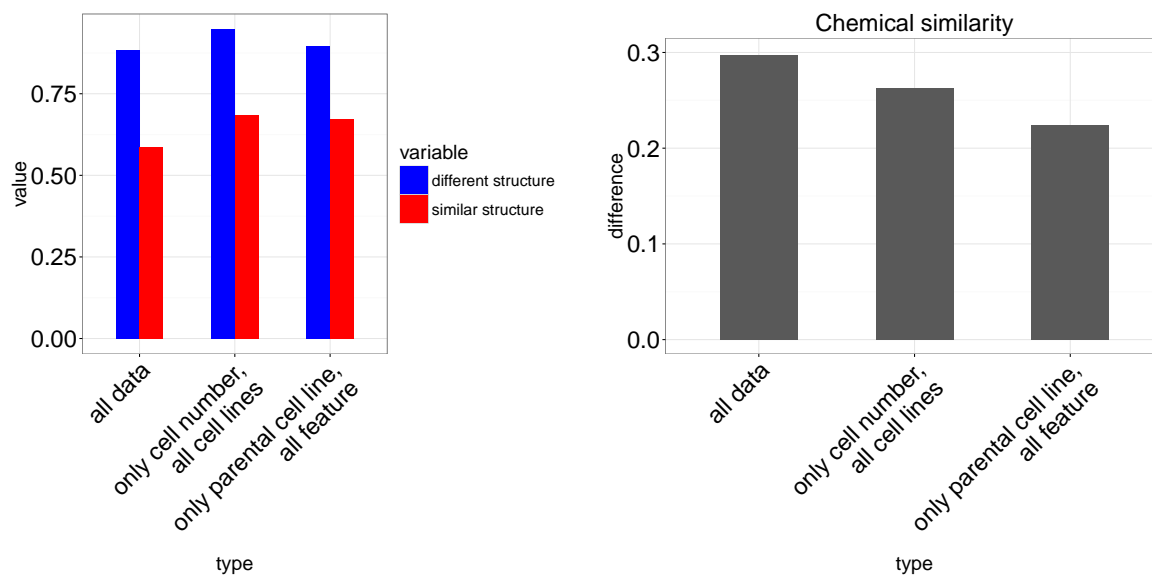 value
0.75
0.50
0.25
0.00
all data
only cell number,
all cell lines
only parental cell line,
all feature
type
variable
different structure
similar structure
Chemical similarity
difference
0.3
0.2
0.1
0.0
all data
only cell number,
all cell lines
only parental cell line,
all feature
type